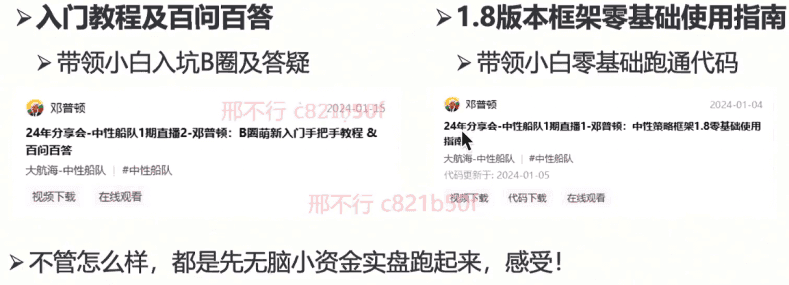 ➢入门教程及百问百答
➢带领小白入坑B圈及答疑
邓普顿
2024-01-15
24年分享会-中性船队1期直播2-邓普顿：B圈萌新入门手把手教程 &
百问百答
大航海-中性船队 | #中性船队
视频下载 在线观看
➢1.8版本框架零基础使用指南
➢带领小白零基础跑通代码
邓普顿
2024-01-04
24年分享会-中性船队1期直播1-邓普顿：中性策略框架1.8零基础使用
指南
大航海-中性船队 | #中性船队
代码更新于: 2024-01-05
视频下载 代码下载 在线观看
➢不管怎么样，都是先无脑小资金实盘跑起来，感受！
邢不行 c821b50f
邢不行 c821b50f